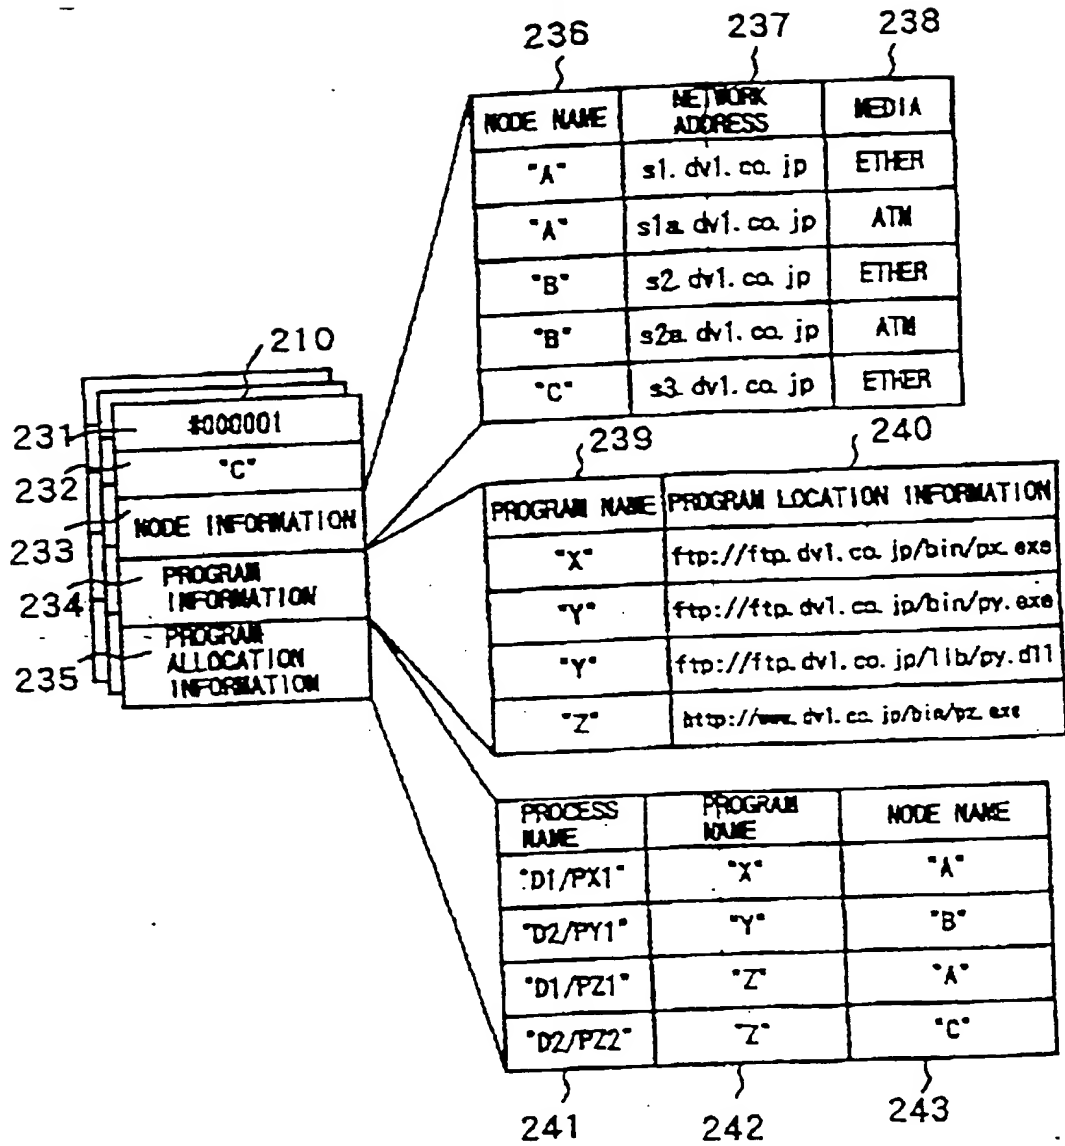 236 237 238
NODE NAME NETWORK ADDRESS MEDIA
"A" s1.dv1.co.jp ETHER
"A" s1a.dv1.co.jp ATM
"B" s2.dv1.co.jp ETHER
"B" s2a.dv1.co.jp ATM
"C" s3.dv1.co.jp ETHER
210
231 #000001
232 "C"
233 NODE INFORMATION
234 PROGRAM INFORMATION
235 PROGRAM ALLOCATION INFORMATION
239 240
PROGRAM NAME PROGRAM LOCATION INFORMATION
"X" ftp://ftp.dv1.co.jp/bin/px.exe
"Y" ftp://ftp.dv1.co.jp/bin/py.exe
"Y" ftp://ftp.dv1.co.jp/lib/py.dll
"Z" http://www.dv1.co.jp/bin/pz.exe
PROCESS NAME PROGRAM NAME NODE NAME
"D1/PX1" "X" "A"
"D2/PY1" "Y" "B"
"D1/PZ1" "Z" "A"
"D2/PZ2" "Z" "C"
241 242 243